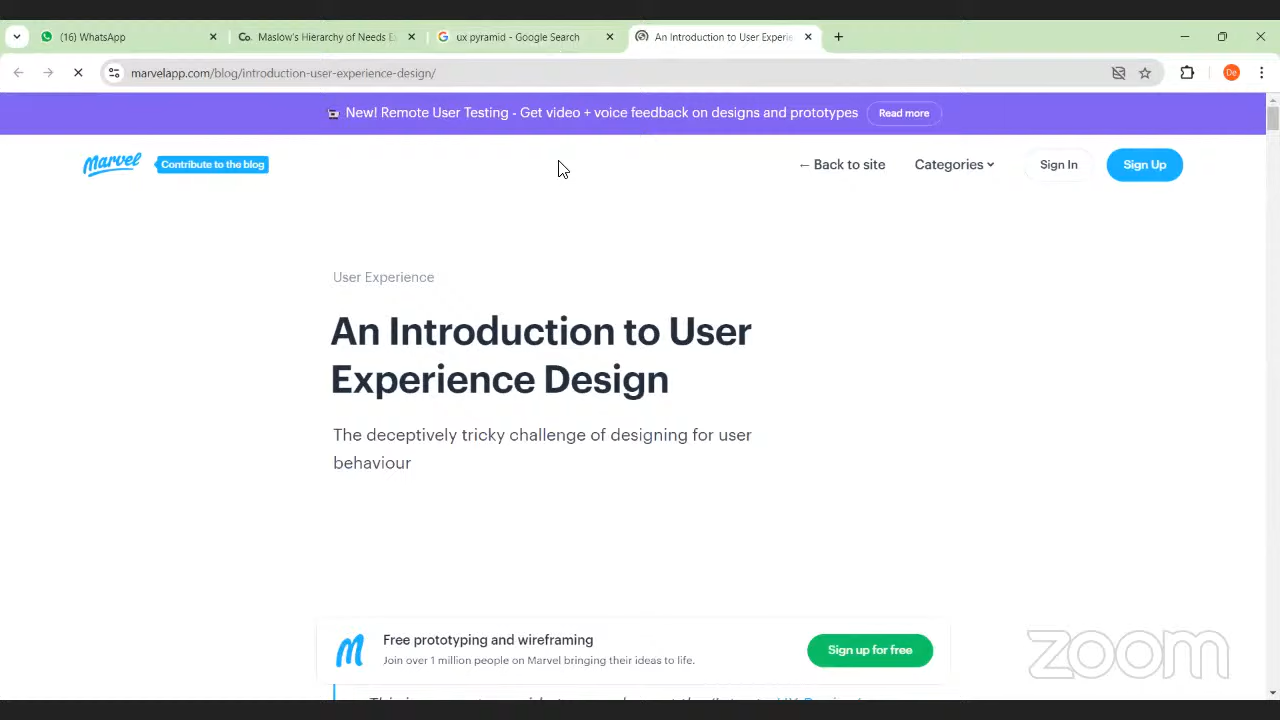 (16) WhatsApp
Co. Maslow's Hierarchy of Needs E
ux pyramid - Google Search
An Introduction to User Experie
marvelapp.com/blog/introduction-user-experience-design/
De
New! Remote User Testing - Get video + voice feedback on designs and prototypes
Read more
Marvel
Contribute to the blog
← Back to site
Categories
Sign In
Sign Up
User Experience
An Introduction to User
Experience Design
The deceptively tricky challenge of designing for user
behaviour
Free prototyping and wireframing
Join over 1 million people on Marvel bringing their ideas to life.
Sign up for free
zoom